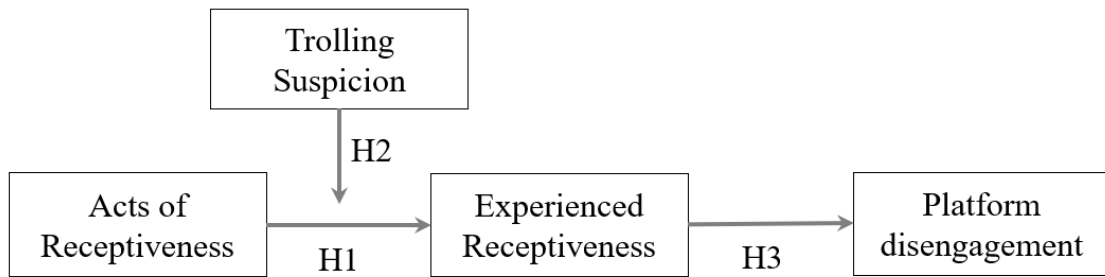 Trolling
Suspicion
H2
Acts of
Receptiveness
H1
Experienced
Receptiveness
H3
Platform
disengagement